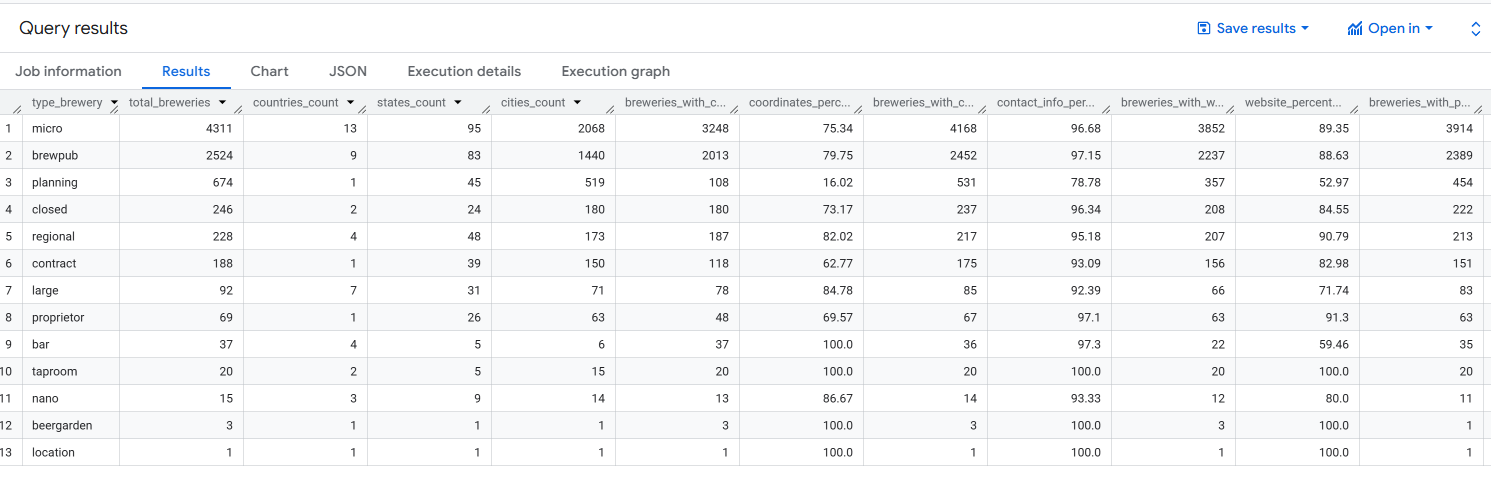 Query results Save results Open in
Job information Results Chart JSON Execution details Execution graph
type_brewery total_breweries countries_count states_count cities_count breweries_with_c... coordinates_perc... breweries_with_c... contact_info_per... breweries_with_w... website_percent... breweries_with_p...
1 micro 4311 13 95 2068 3248 75.34 4168 96.68 3852 89.35 3914
2 brewpub 2524 9 83 1440 2013 79.75 2452 97.15 2237 88.63 2389
3 planning 674 1 45 519 108 16.02 531 78.78 357 52.97 454
4 closed 246 2 24 180 180 73.17 237 96.34 208 84.55 222
5 regional 228 4 48 173 187 82.02 217 95.18 207 90.79 213
6 contract 188 1 39 150 118 62.77 175 93.09 156 82.98 151
7 large 92 7 31 71 78 84.78 85 92.39 66 71.74 83
8 proprietor 69 1 26 63 48 69.57 67 97.1 63 91.3 63
9 bar 37 4 5 6 37 100.0 36 97.3 22 59.46 35
10 taproom 20 2 5 15 20 100.0 20 100.0 20 100.0 20
11 nano 15 3 9 14 13 86.67 14 93.33 12 80.0 11
12 beergarden 3 1 1 1 3 100.0 3 100.0 3 100.0 1
13 location 1 1 1 1 1 100.0 1 100.0 1 100.0 1